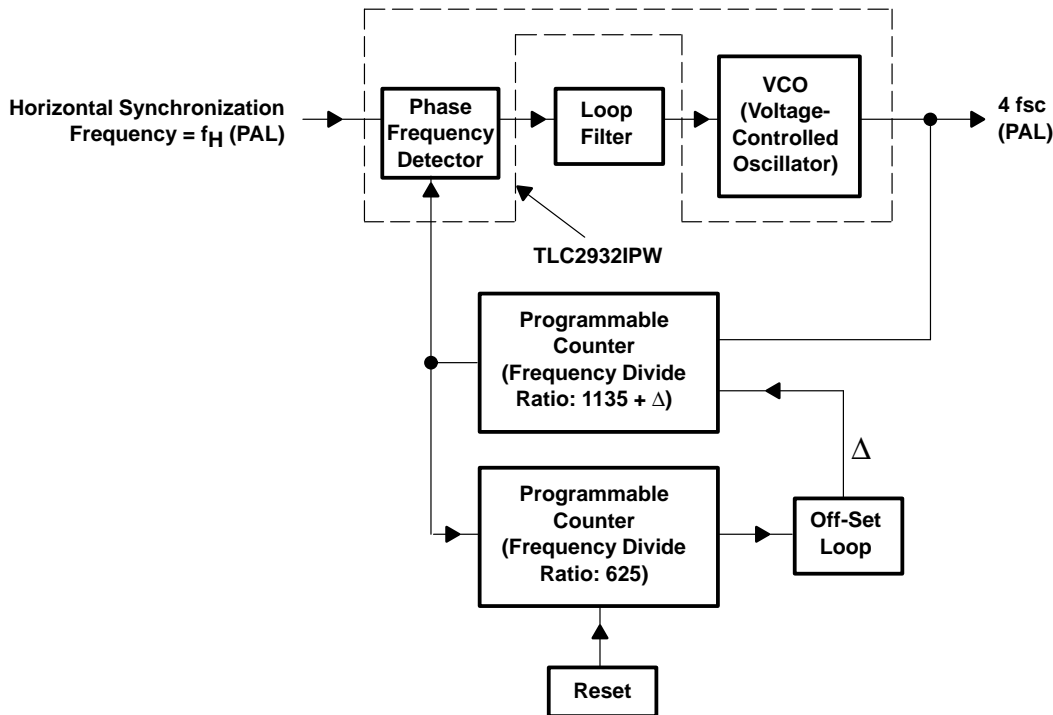 Horizontal Synchronization
Frequency = fH (PAL)
Phase
Frequency
Detector
Loop
Filter
VCO
(Voltage-
Controlled
Oscillator)
4 fsc
(PAL)
TLC2932IPW
Programmable
Counter
(Frequency Divide
Ratio: 1135 + Δ)
Δ
Programmable
Counter
(Frequency Divide
Ratio: 625)
Off-Set
Loop
Reset